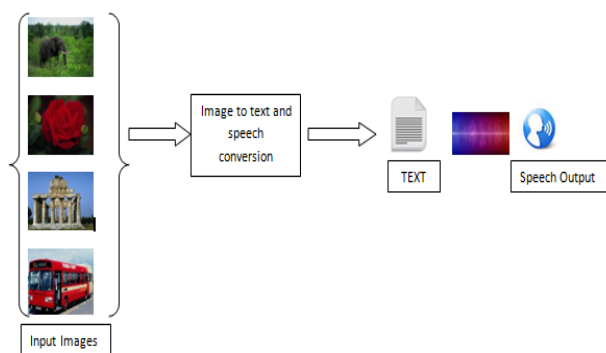 Image to text and
speech
conversion
TEXT
Speech Output
Input Images